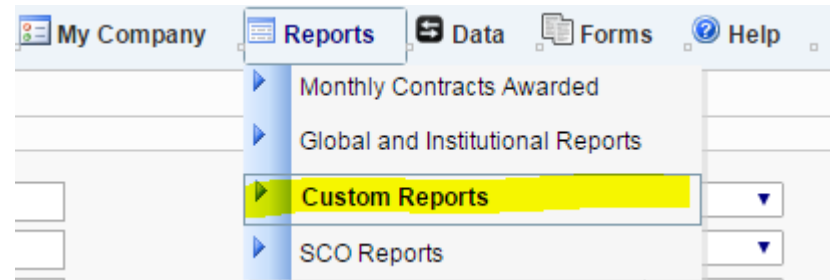 My Company Reports Data Forms Help
Monthly Contracts Awarded
Global and Institutional Reports
Custom Reports
SCO Reports